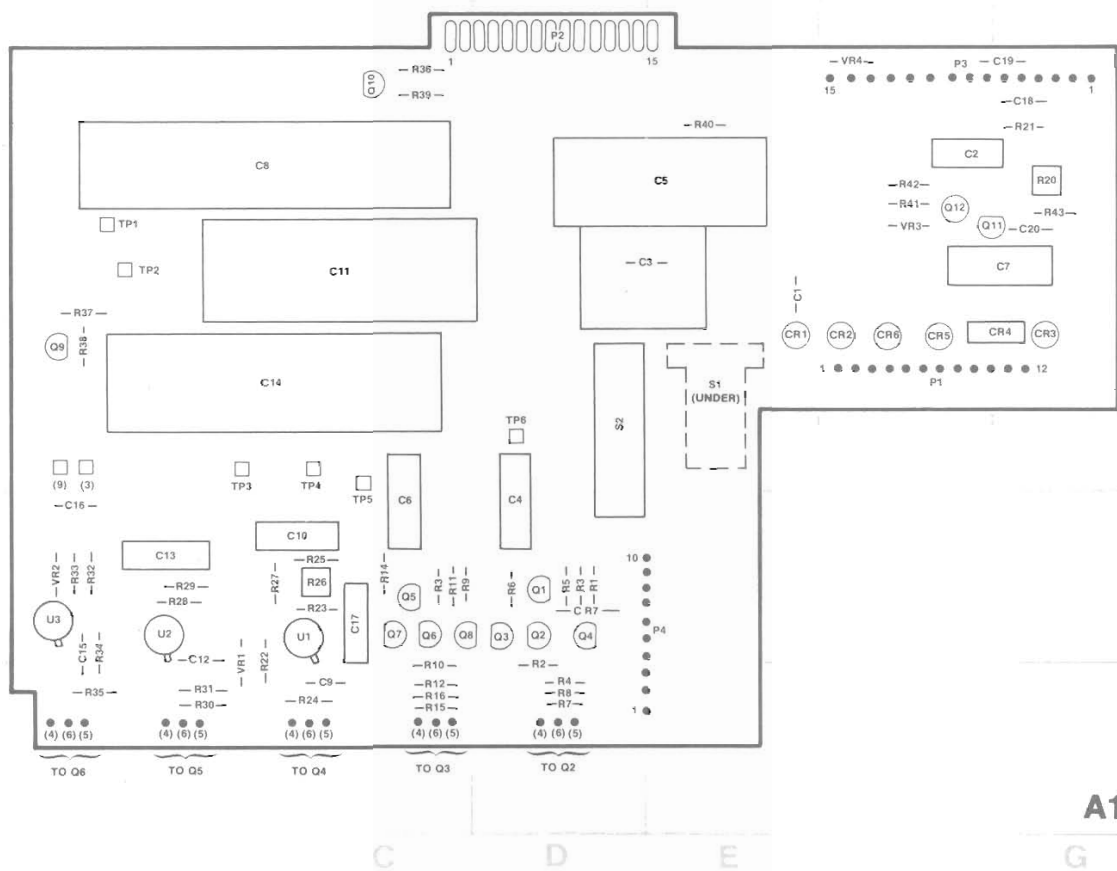 P2
1 15
R36
Q10
R39
VR4 P3 C19
15 1
C18
R40
R21
C8
C5
C2
R42 R20
R41 Q12
R43
TP1
VR3 Q11 C20
C11
C3
C7
TP2
C1
R37
Q9 R38
CR1 CR2 CR6 CR5 CR4 CR3
1 12
P1
C14
S1
(UNDER)
S2
TP6
(9) (3)
TP3 TP4 TP5
C6 C4
C16
C10
C13
R25
10
VR2 R33 R32
R29
R27
R26
R14
R3 R11 R9
R6
Q1
R5 R3 R1
Q5
R28
R23
C17
C R7
U3
U2
U1
Q7 Q6 Q8 Q3 Q2 Q4
P4
C15 R34
C12
VR1 R22
R10 R2
C9
R12 R4
R35
R31
R16 R8
R30
R24
R15 R7
1
(4) (6) (5) (4) (6) (5) (4) (6) (5) (4) (6) (5) (4) (6) (5)
TO Q6 TO Q5 TO Q4 TO Q3 TO Q2
A1
C D E G